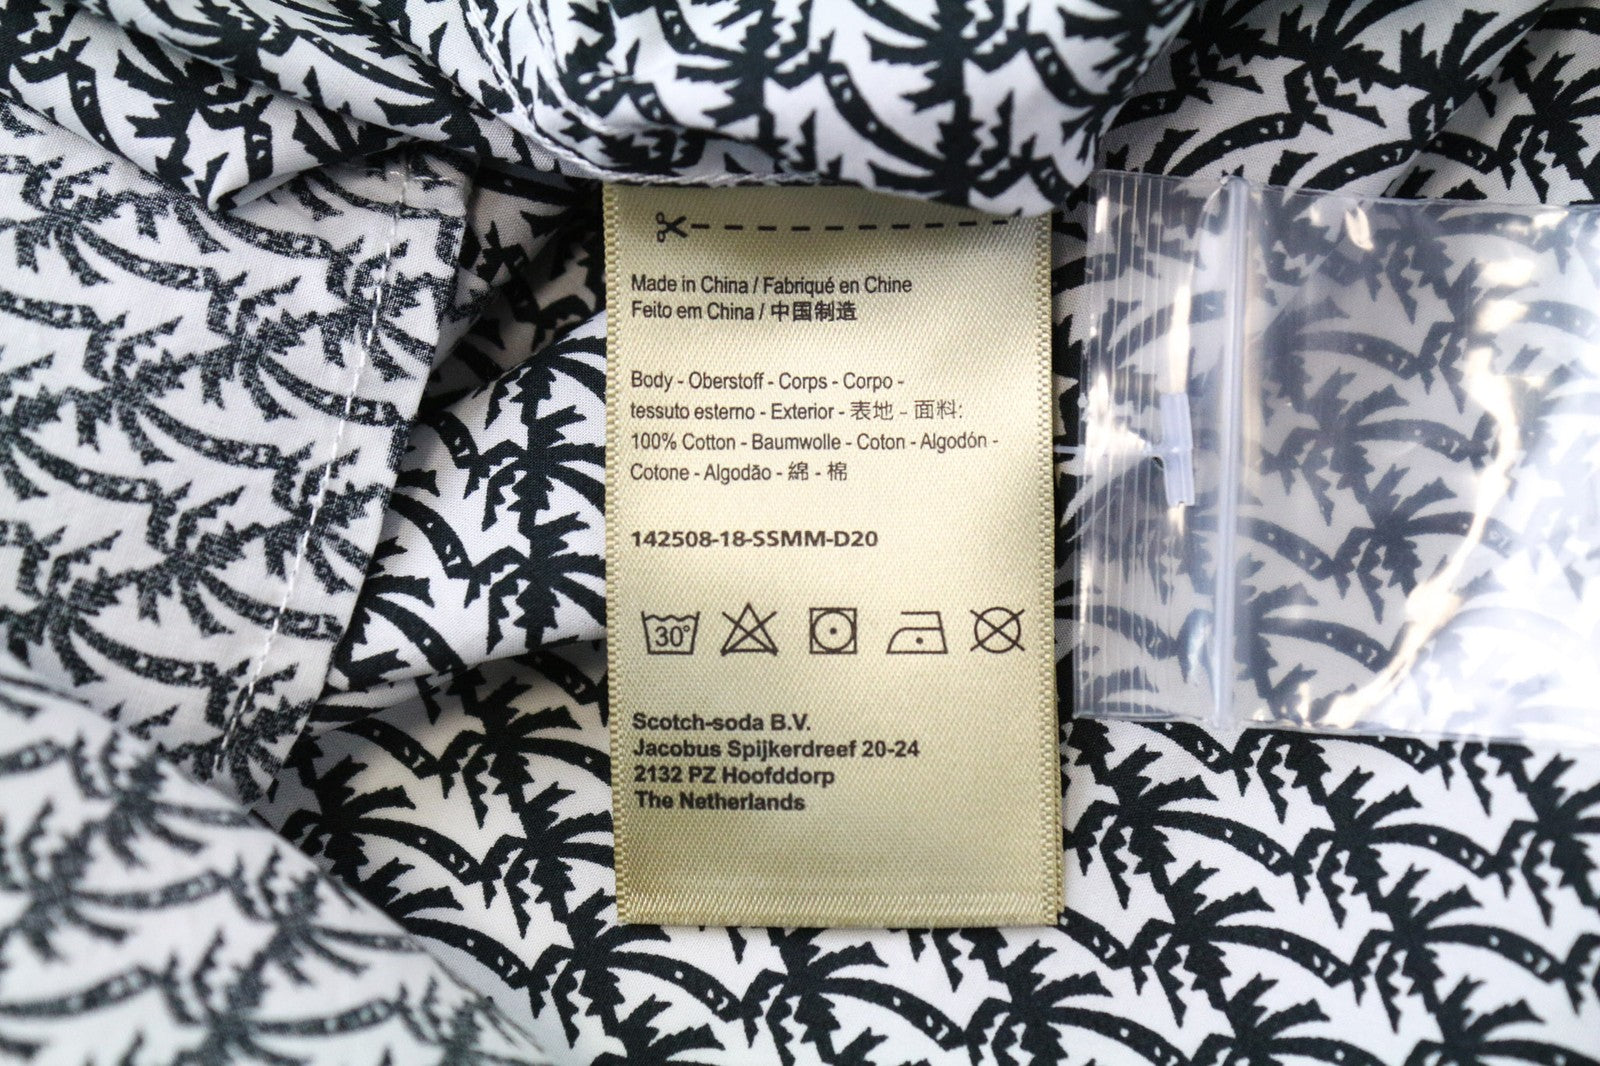 Made in China / Fabriqué en Chine
Feito em China / 中国制造
Body - Oberstoff - Corps - Corpo -
tessuto esterno - Exterior - 表地 - 面料:
100% Cotton - Baumwolle - Coton - Algodón -
Cotone - Algodão - 綿 - 棉
142508-18-SSMM-D20
30°
Scotch-soda B.V.
Jacobus Spijkerdreef 20-24
2132 PZ Hoofddorp
The Netherlands